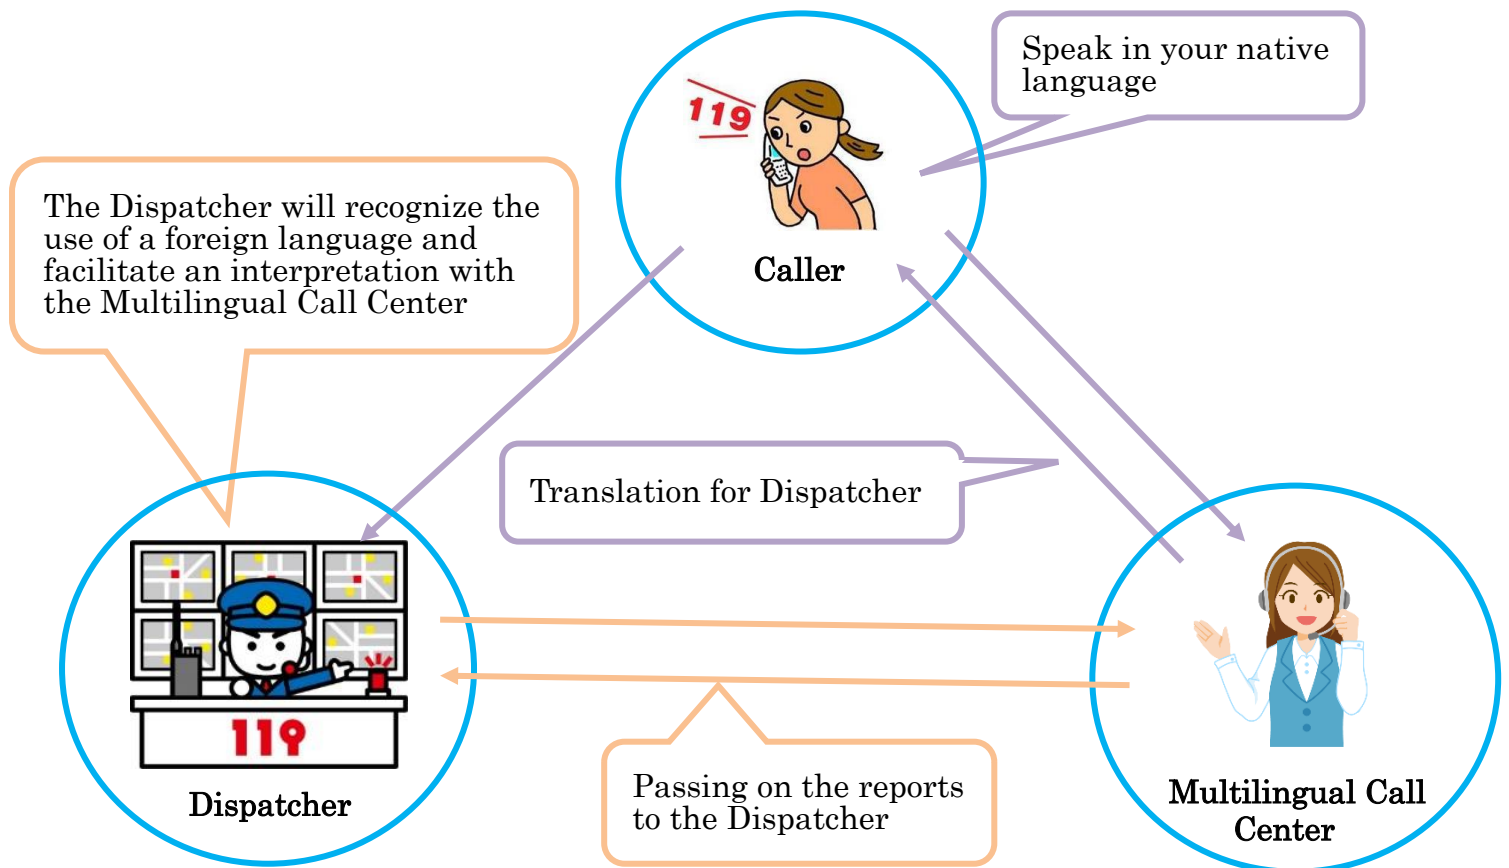 Speak in your native
language
119
The Dispatcher will recognize the
use of a foreign language and
facilitate an interpretation with
the Multilingual Call Center
Caller
Translation for Dispatcher
119
Dispatcher
Passing on the reports
to the Dispatcher
Multilingual Call
Center